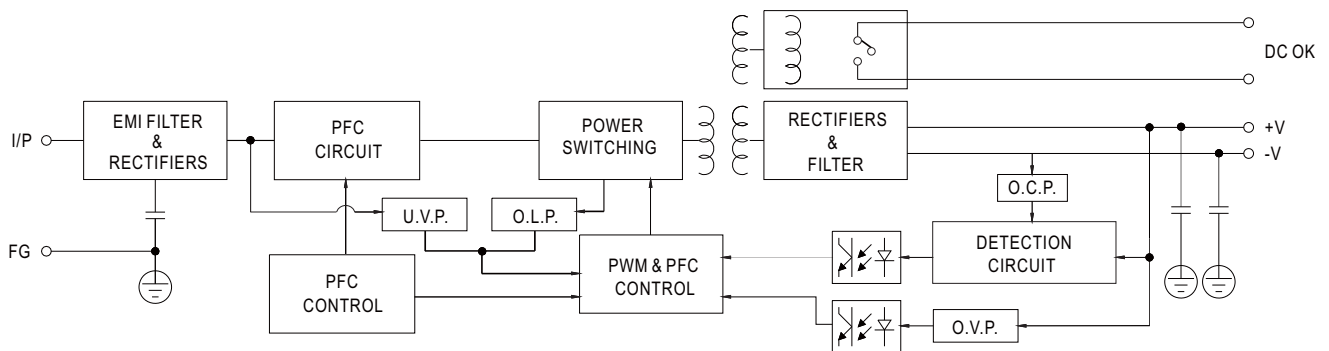 DC OK
I/P
EMI FILTER
&
RECTIFIERS
PFC
CIRCUIT
POWER
SWITCHING
RECTIFIERS
&
FILTER
+V
-V
O.C.P.
U.V.P.
O.L.P.
FG
DETECTION
CIRCUIT
PFC
CONTROL
PWM & PFC
CONTROL
O.V.P.